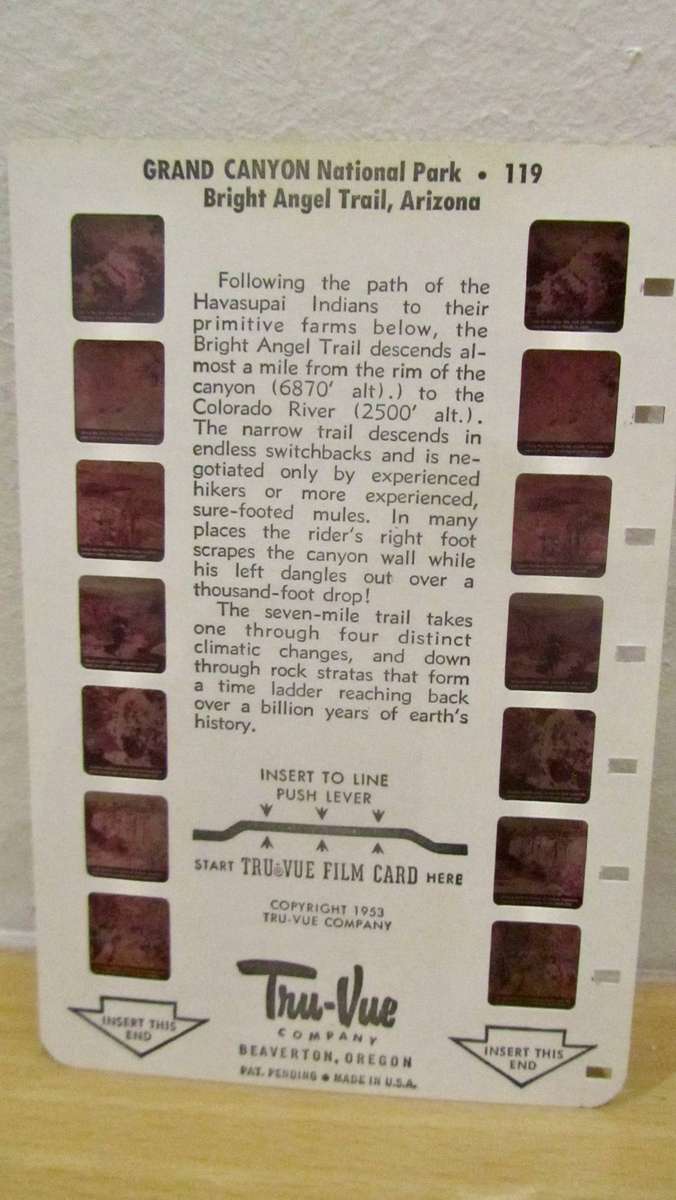 GRAND CANYON National Park • 119
Bright Angel Trail, Arizona
Following the path of the
Havasupai Indians to their
primitive farms below, the
Bright Angel Trail descends al-
most a mile from the rim of the
canyon (6870' alt).) to the
Colorado River (2500' alt.).
The narrow trail descends in
endless switchbacks and is ne-
gotiated only by experienced
hikers or more experienced,
sure-footed mules. In many
places the rider's right foot
scrapes the canyon wall while
his left dangles out over a
thousand-foot drop!
The seven-mile trail takes
one through four distinct
climatic changes, and down
through rock stratas that form
a time ladder reaching back
over a billion years of earth's
history.
INSERT TO LINE
PUSH LEVER
START TRU-VUE FILM CARD HERE
COPYRIGHT 1953
TRU-VUE COMPANY
Tru-Vue
COMPANY
BEAVERTON, OREGON
PAT. PENDING • MADE IN U.S.A.
INSERT THIS
END
INSERT THIS
END